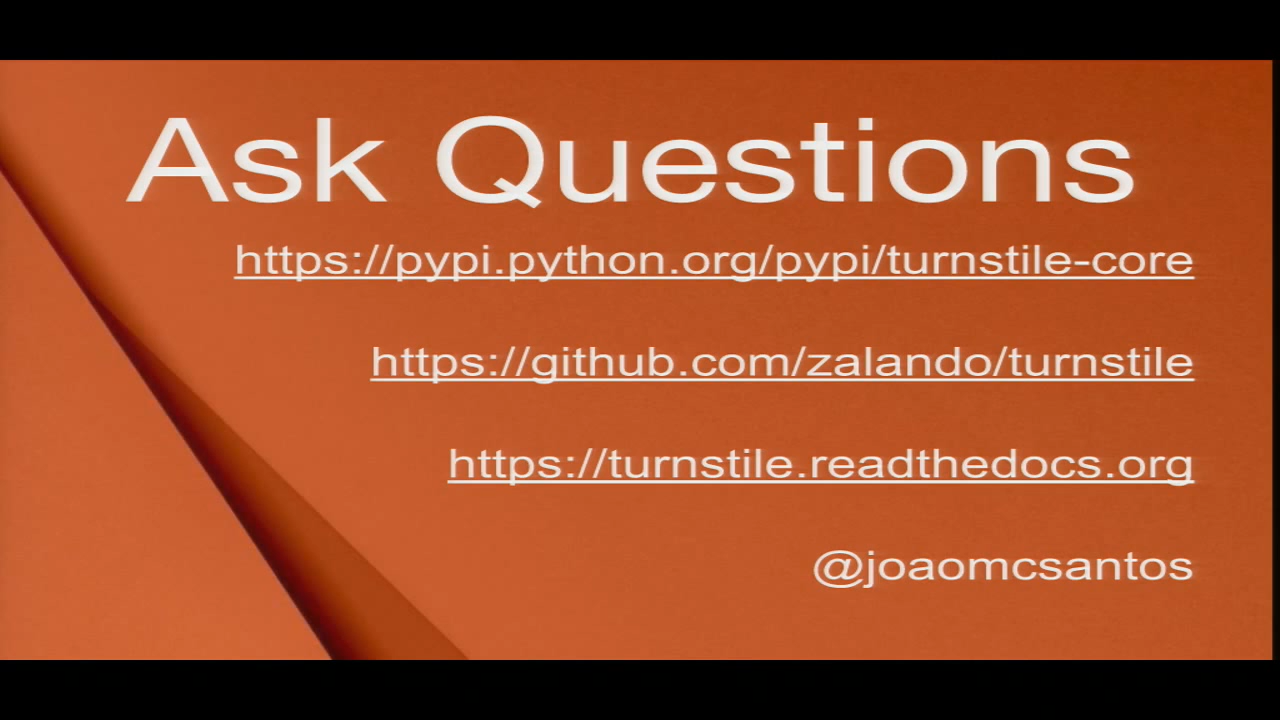 Ask Questions
https://pypi.python.org/pypi/turnstile-core
https://github.com/zalando/turnstile
https://turnstile.readthedocs.org
@joaomcsantos